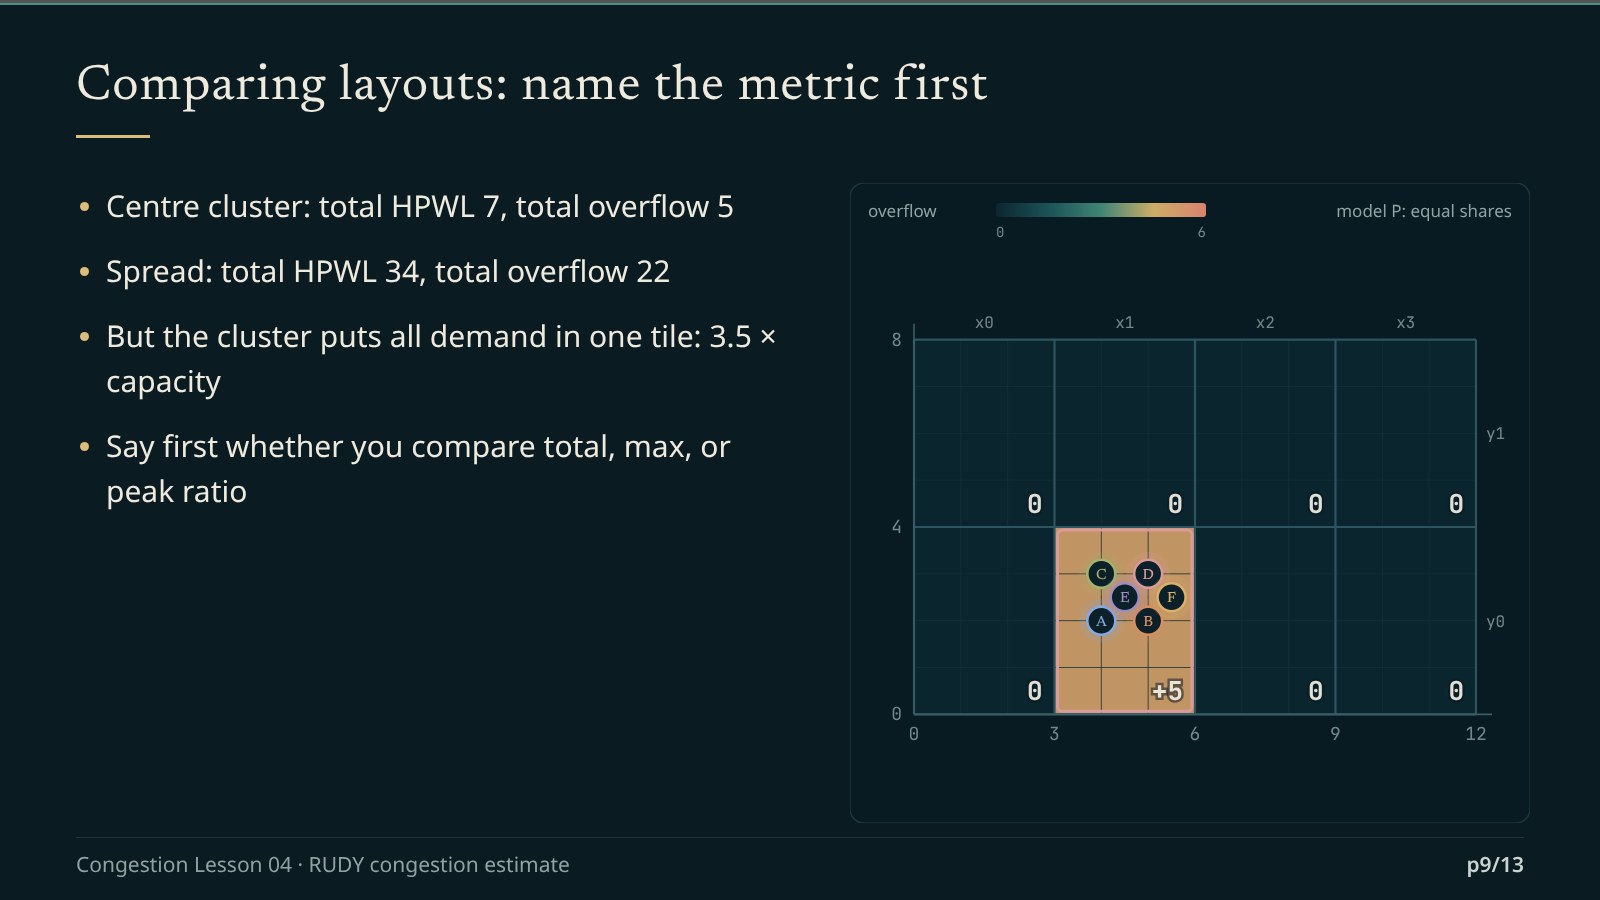 Comparing layouts: name the metric first
• Centre cluster: total HPWL 7, total overflow 5
• Spread: total HPWL 34, total overflow 22
• But the cluster puts all demand in one tile: 3.5 ×
capacity
• Say first whether you compare total, max, or
peak ratio
overflow
model P: equal shares
0 6
x0 x1 x2 x3
8
y1
0 0 0 0
4
C D
E F
A B
y0
0 +5 0 0
0
0 3 6 9 12
Congestion Lesson 04 · RUDY congestion estimate
p9/13